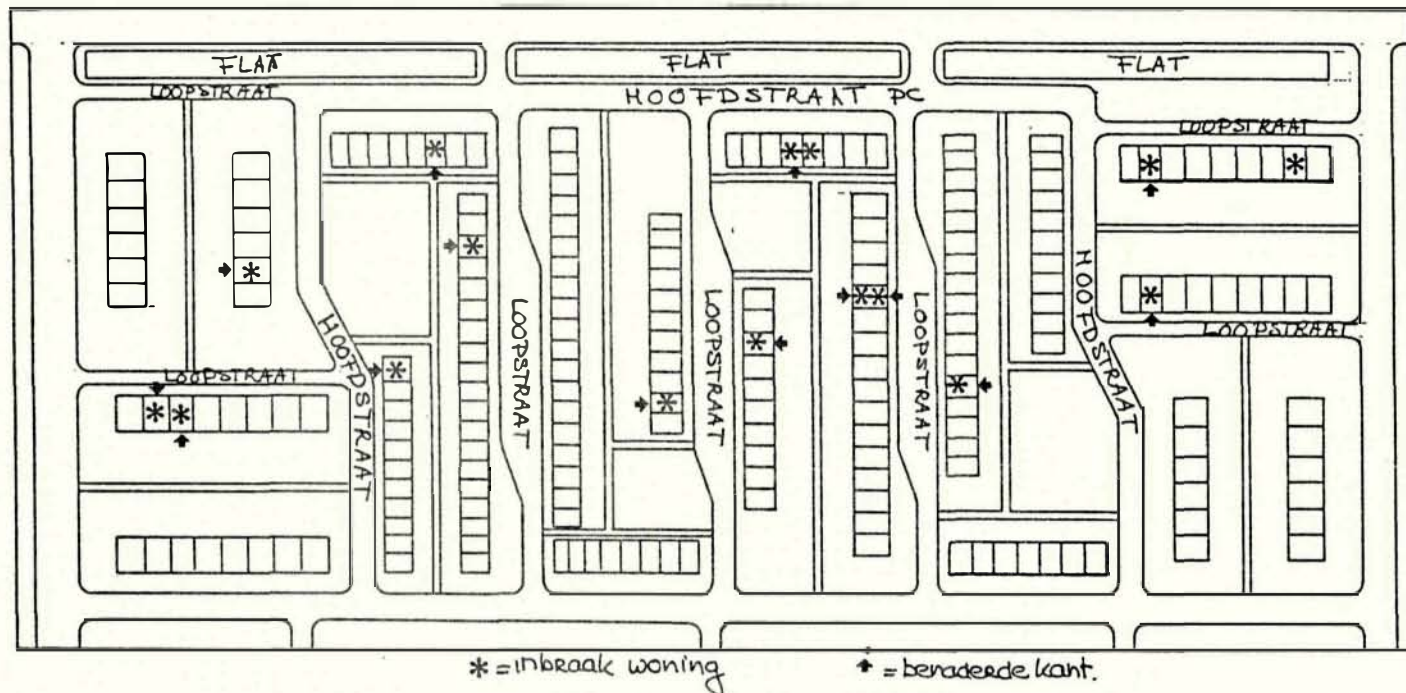 FLAT
FLAT
FLAT
LOOPSTRAAT
HOOFDSTRAAT PC
LOOPSTRAAT
HOOFDSTRAAT
LOOPSTRAAT
LOOPSTRAAT
LOOPSTRAAT
HOOFDSTRAAT
LOOPSTRAAT
LOOPSTRAAT
* = inbraak woning
= benaderde kant.